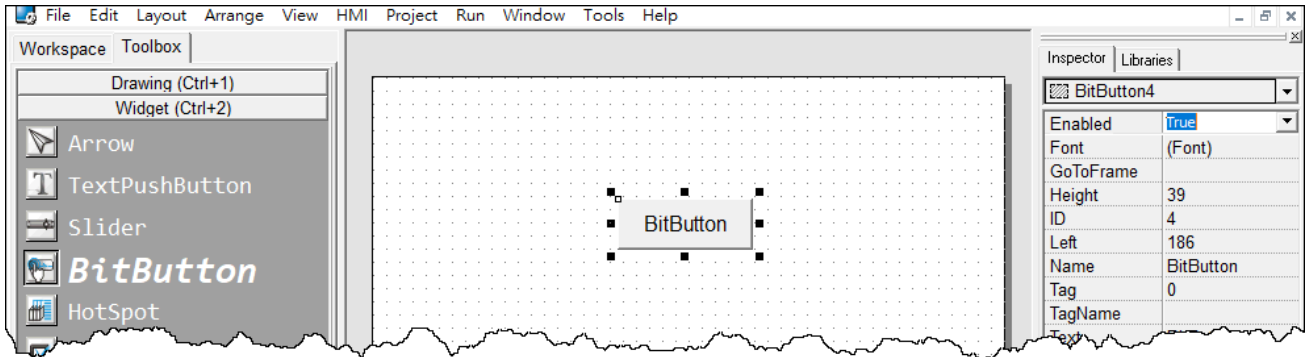 File Edit Layout Arrange View HMI Project Run Window Tools Help
Workspace Toolbox
Drawing (Ctrl+1)
Widget (Ctrl+2)
Arrow
TextPushButton
Slider
BitButton
HotSpot
BitButton
Inspector Libraries
BitButton4
Enabled True
Font (Font)
GoToFrame
Height 39
ID 4
Left 186
Name BitButton
Tag 0
TagName
Text